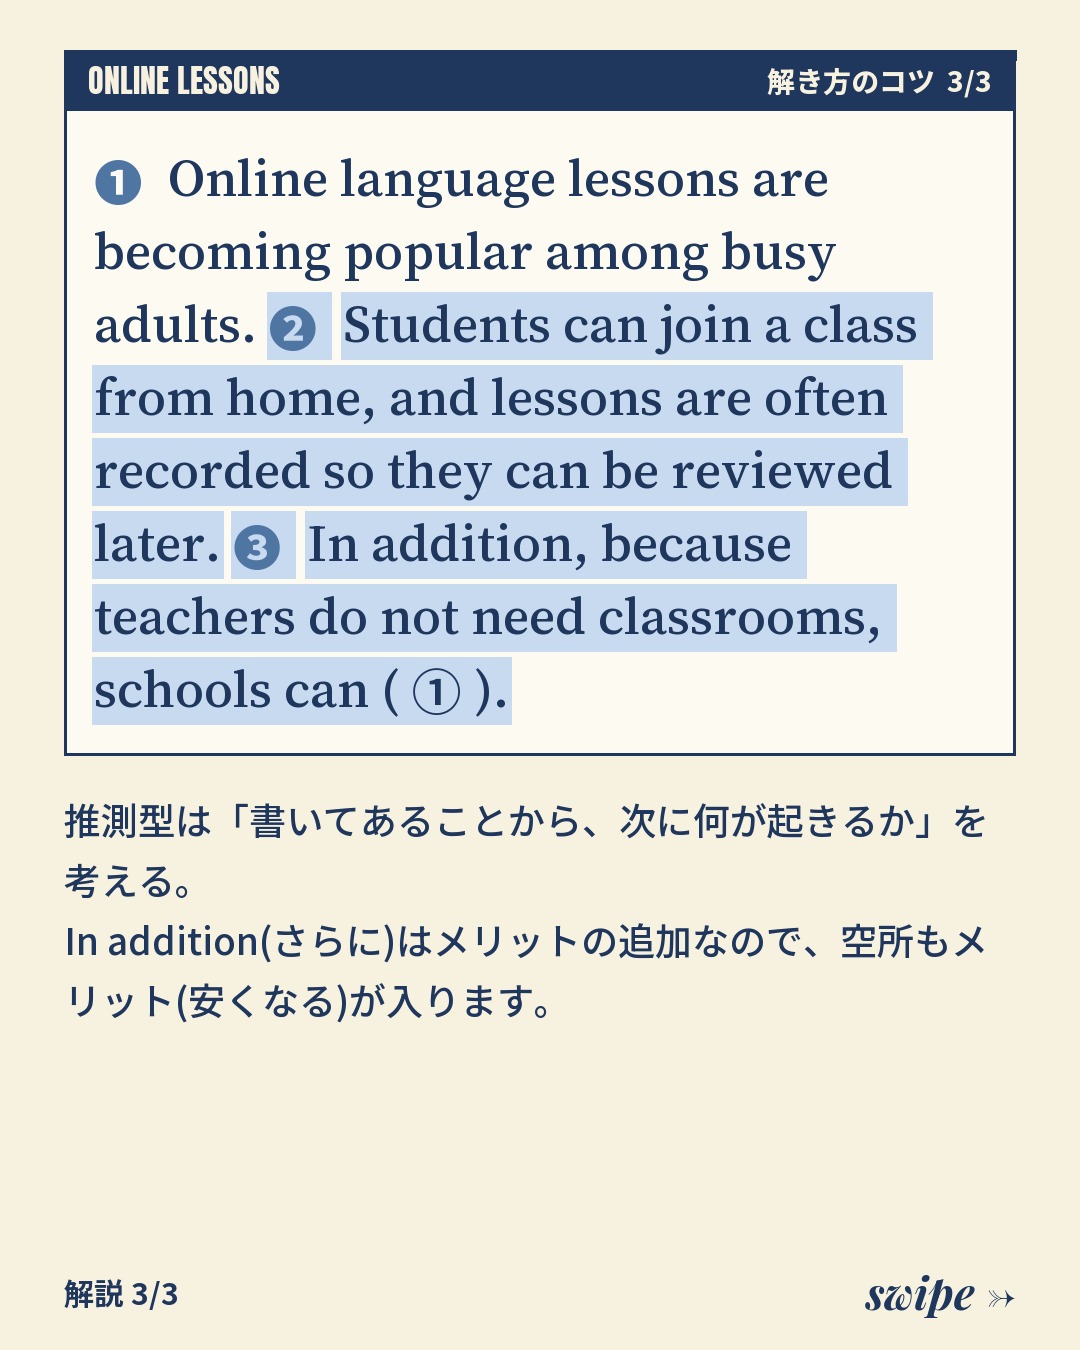 ONLINE LESSONS
解き方のコツ 3/3
❶ Online language lessons are
becoming popular among busy
adults. ❷ Students can join a class
from home, and lessons are often
recorded so they can be reviewed
later. ❸ In addition, because
teachers do not need classrooms,
schools can ( ① ).
推測型は「書いてあることから、次に何が起きるか」を
考える。
In addition(さらに)はメリットの追加なので、空所もメ
リット(安くなる)が入ります。
解説 3/3
swipe